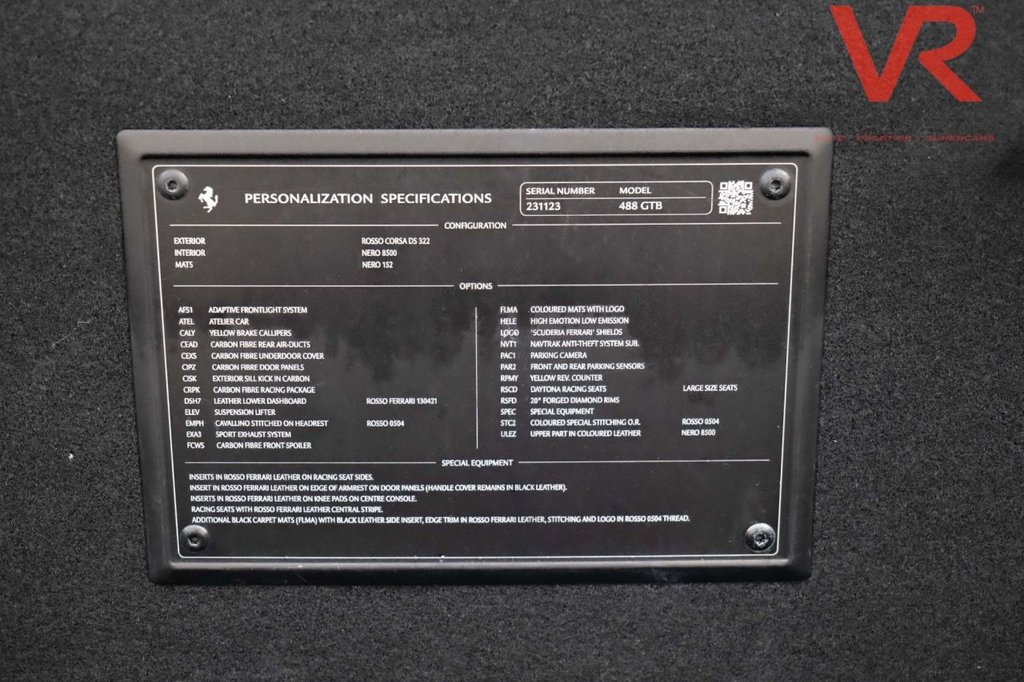 VR™
RARE / PRESTIGE / SUPERCARS
PERSONALIZATION SPECIFICATIONS
SERIAL NUMBER MODEL
231123 488 GTB
CONFIGURATION
EXTERIOR ROSSO CORSA DS 322
INTERIOR NERO 8500
MATS NERO 152
OPTIONS
AFS1 ADAPTIVE FRONTLIGHT SYSTEM
ATEL ATELIER CAR
CALY YELLOW BRAKE CALLIPERS
CEAD CARBON FIBRE REAR AIR-DUCTS
CEXS CARBON FIBRE UNDERDOOR COVER
CIPZ CARBON FIBRE DOOR PANELS
CISK EXTERIOR SILL KICK IN CARBON
CRPK CARBON FIBRE RACING PACKAGE
DSH7 LEATHER LOWER DASHBOARD ROSSO FERRARI 130421
ELEV SUSPENSION LIFTER
EMPH CAVALLINO STITCHED ON HEADREST ROSSO 0504
EXA3 SPORT EXHAUST SYSTEM
FCWS CARBON FIBRE FRONT SPOILER
FLMA COLOURED MATS WITH LOGO
HELE HIGH EMOTION LOW EMISSION
LOGO 'SCUDERIA FERRARI' SHIELDS
NVT1 NAVTRAK ANTI-THEFT SYSTEM SUB.
PAC1 PARKING CAMERA
PAR2 FRONT AND REAR PARKING SENSORS
RPMY YELLOW REV. COUNTER
RSCD DAYTONA RACING SEATS LARGE SIZE SEATS
RSFD 20" FORGED DIAMOND RIMS
SPEC SPECIAL EQUIPMENT
STC2 COLOURED SPECIAL STITCHING O.R. ROSSO 0504
ULEZ UPPER PART IN COLOURED LEATHER NERO 8500
SPECIAL EQUIPMENT
INSERTS IN ROSSO FERRARI LEATHER ON RACING SEAT SIDES.
INSERT IN ROSSO FERRARI LEATHER ON EDGE OF ARMREST ON DOOR PANELS (HANDLE COVER REMAINS IN BLACK LEATHER).
INSERTS IN ROSSO FERRARI LEATHER ON KNEE PADS ON CENTRE CONSOLE.
RACING SEATS WITH ROSSO FERRARI LEATHER CENTRAL STRIPE.
ADDITIONAL BLACK CARPET MATS (FLMA) WITH BLACK LEATHER SIDE INSERT, EDGE TRIM IN ROSSO FERRARI LEATHER, STITCHING AND LOGO IN ROSSO 0504 THREAD.